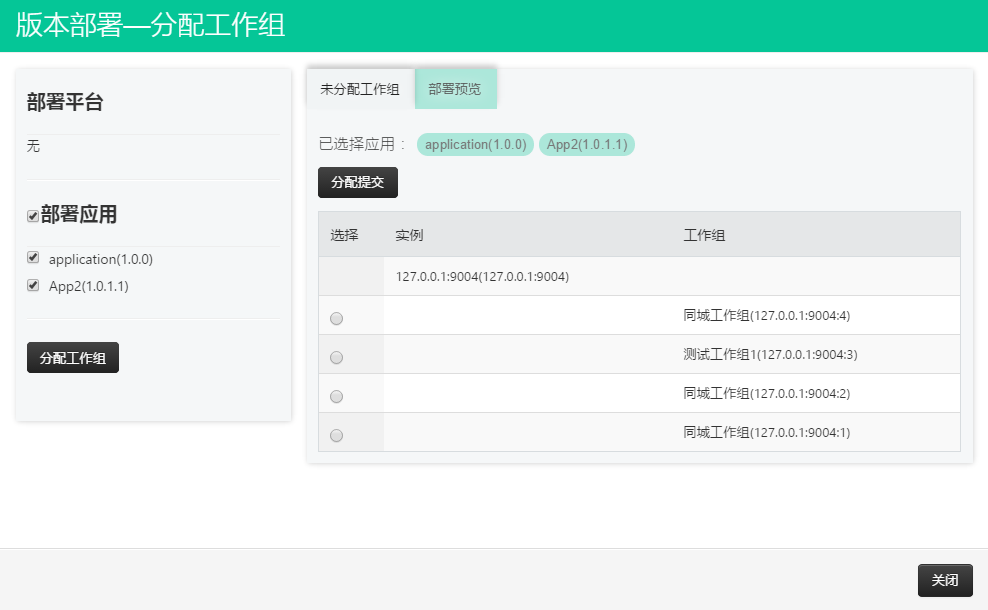 版本部署—分配工作组
部署平台
无
部署应用
application(1.0.0)
App2(1.0.1.1)
分配工作组
未分配工作组 部署预览
已选择应用： application(1.0.0) App2(1.0.1.1)
分配提交
选择 实例 工作组
127.0.0.1:9004(127.0.0.1:9004)
同城工作组(127.0.0.1:9004:4)
测试工作组1(127.0.0.1:9004:3)
同城工作组(127.0.0.1:9004:2)
同城工作组(127.0.0.1:9004:1)
关闭